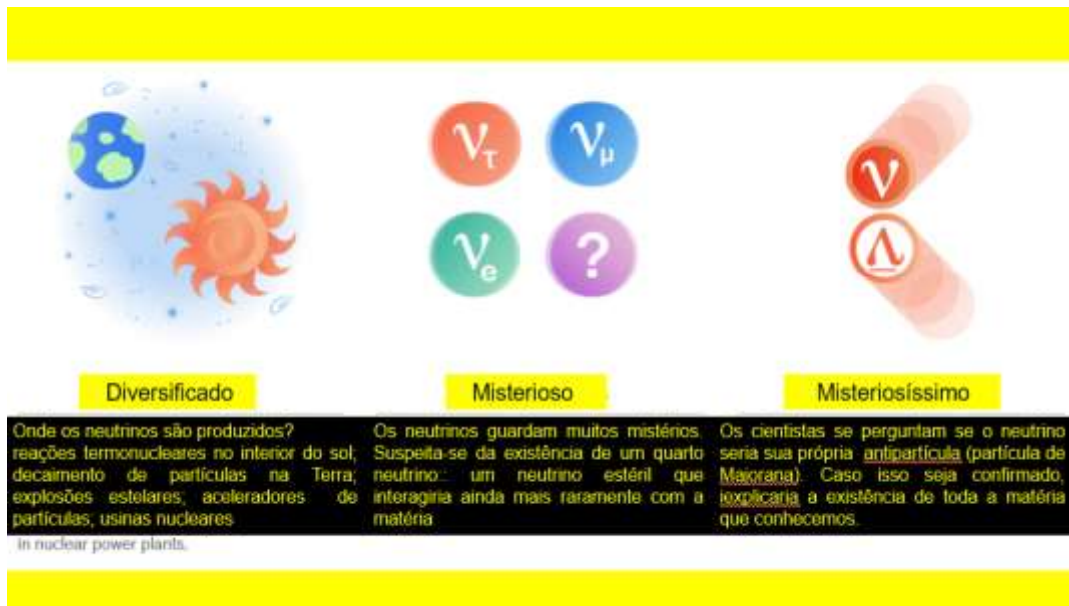 ντ
νμ
νe
?
ν
Diversificado
Misterioso
Misteriosíssimo
Onde os neutrinos são produzidos?
reações termonucleares no interior do sol;
decaimento de partículas na Terra;
explosões estelares; aceleradores de
partículas; usinas nucleares
in nuclear power plants.
Os neutrinos guardam muitos mistérios.
Suspeita-se da existência de um quarto
neutrino: um neutrino estéril que
interagiria ainda mais raramente com a
matéria
Os cientistas se perguntam se o neutrino
seria sua própria antipartícula (partícula de
Majorana). Caso isso seja confirmado,
iexplicaria a existência de toda a matéria
que conhecemos.